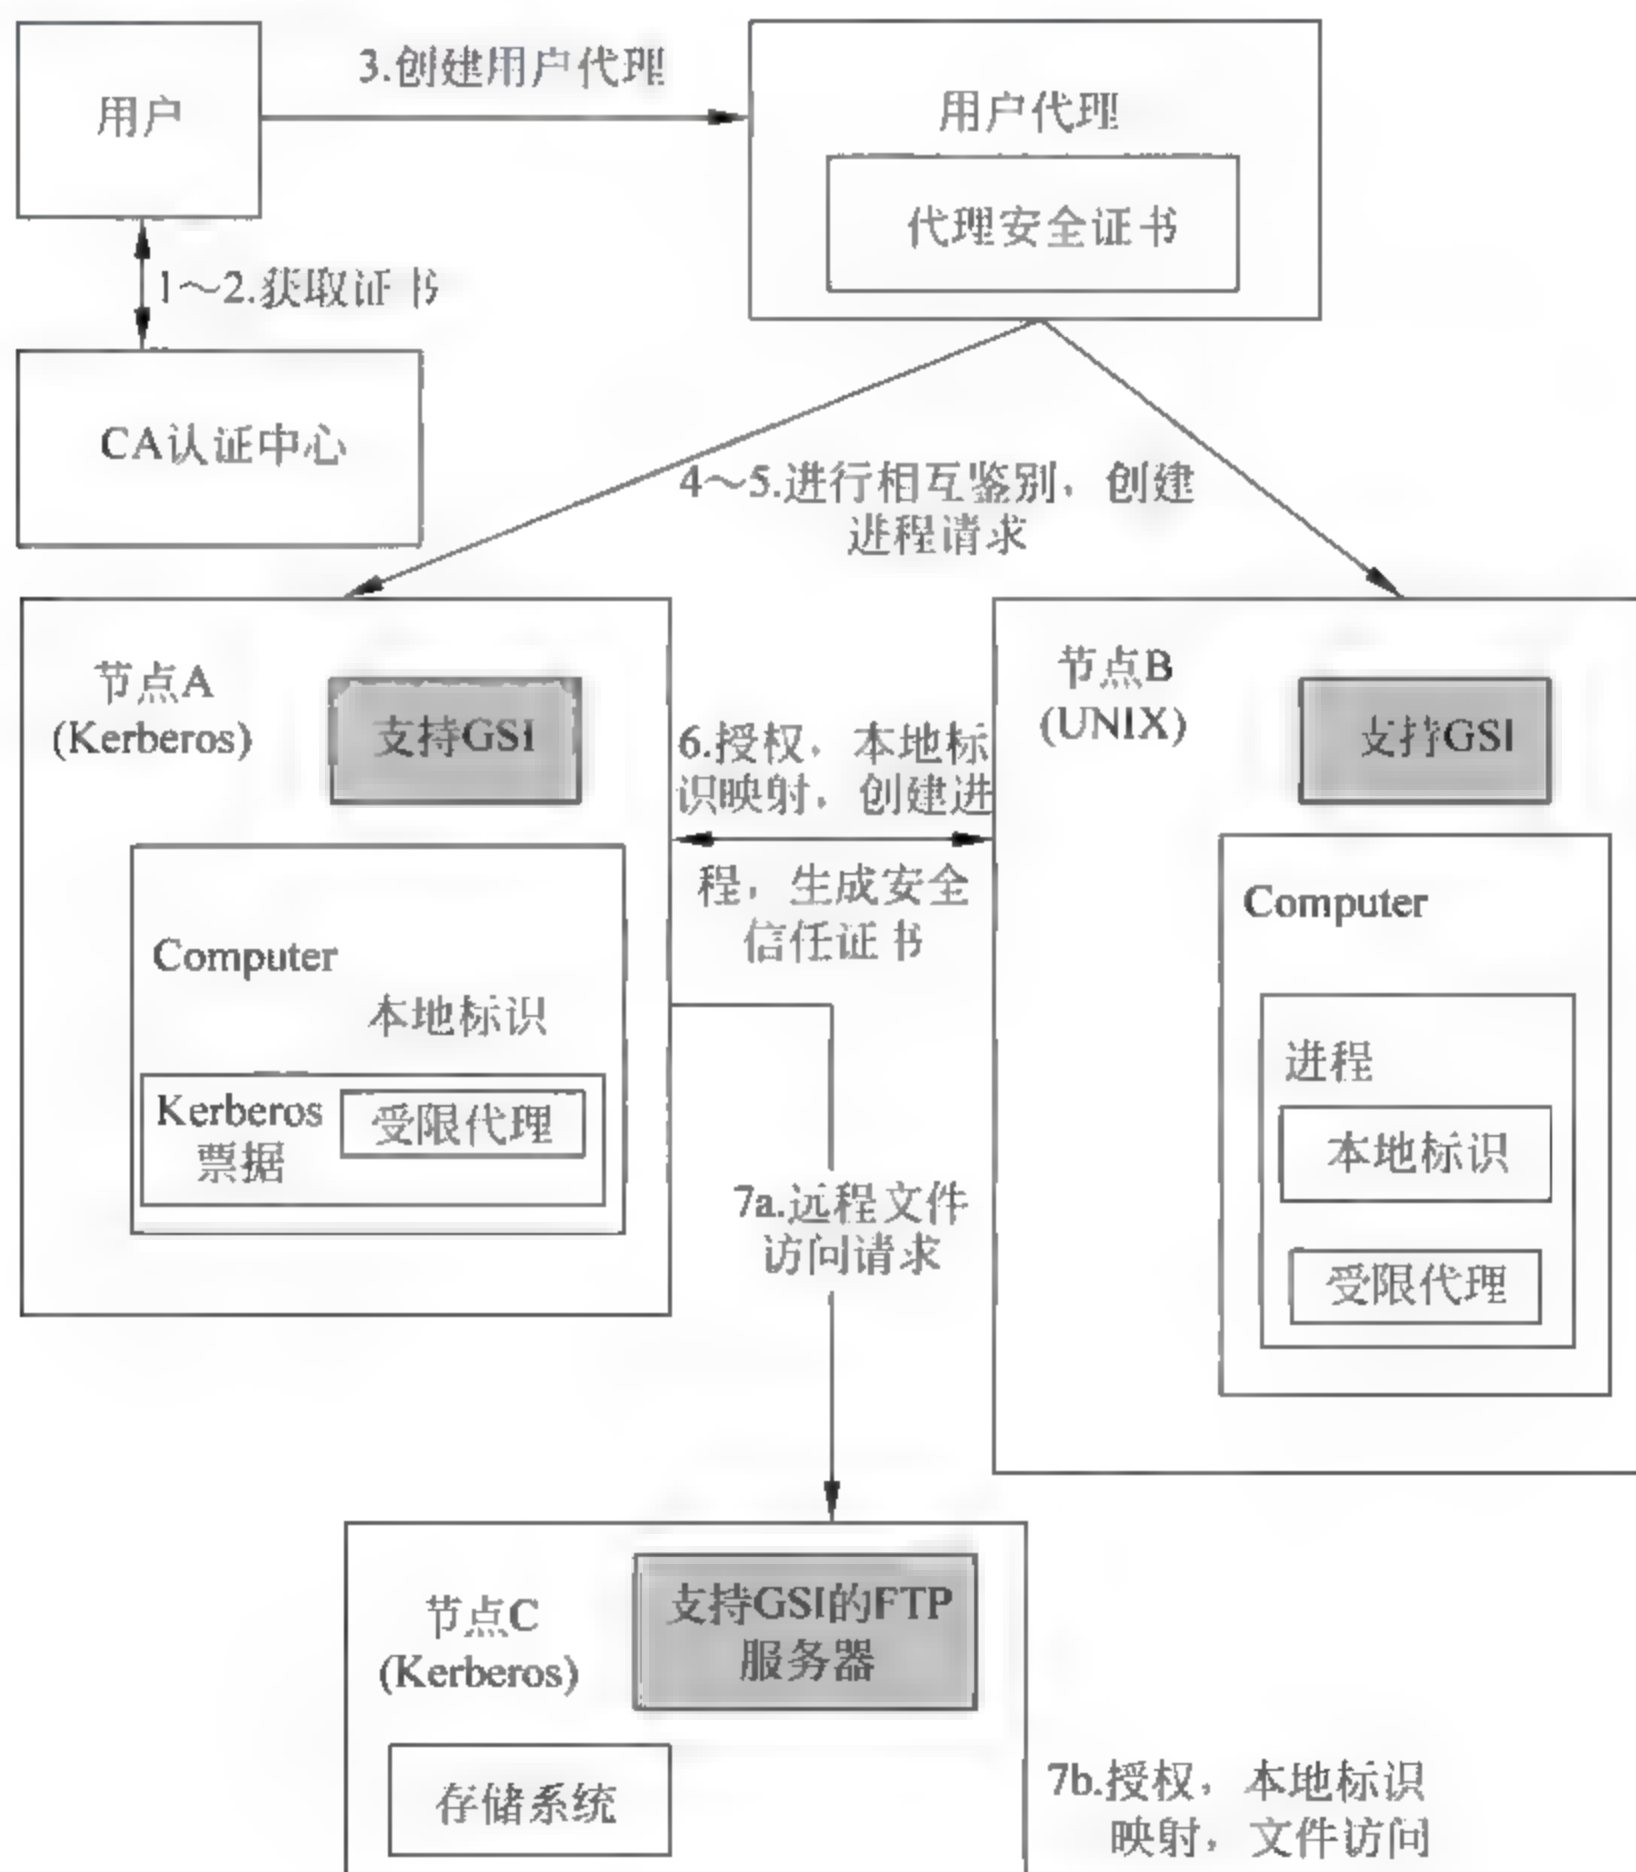 用户
3.创建用户代理
用户代理
代理安全证书
1～2.获取证书
CA认证中心
4～5.进行相互鉴别，创建
进程请求
节点A
(Kerberos)
支持GSI
6.授权，本地标
识映射，创建进
程，生成安全
信任证书
节点B
(UNIX)
支持GSI
Computer
本地标识
Kerberos
票据
受限代理
Computer
进程
本地标识
受限代理
7a.远程文件
访问请求
节点C
(Kerberos)
支持GSI的FTP
服务器
存储系统
7b.授权，本地标识
映射，文件访问